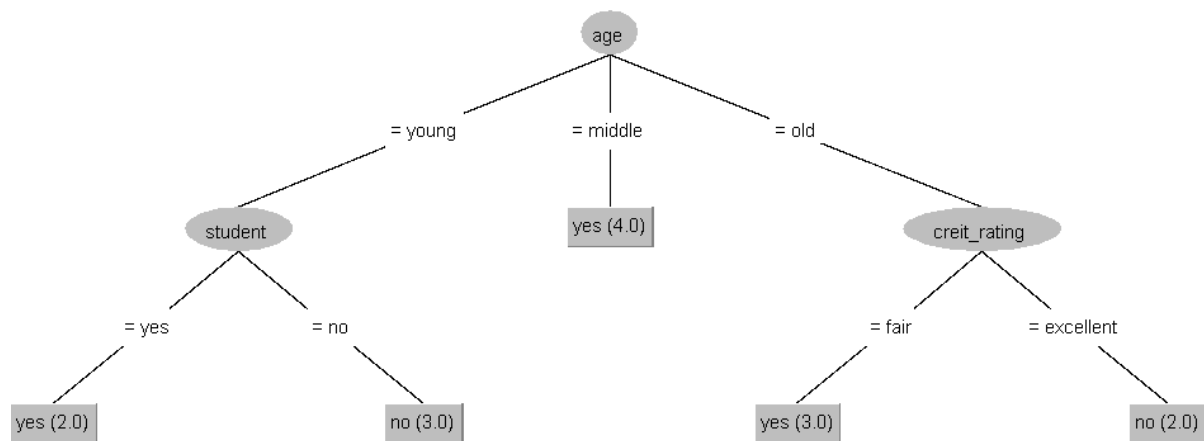 age
= young
= middle
= old
student
yes (4.0)
creit_rating
= yes
= no
= fair
= excellent
yes (2.0)
no (3.0)
yes (3.0)
no (2.0)